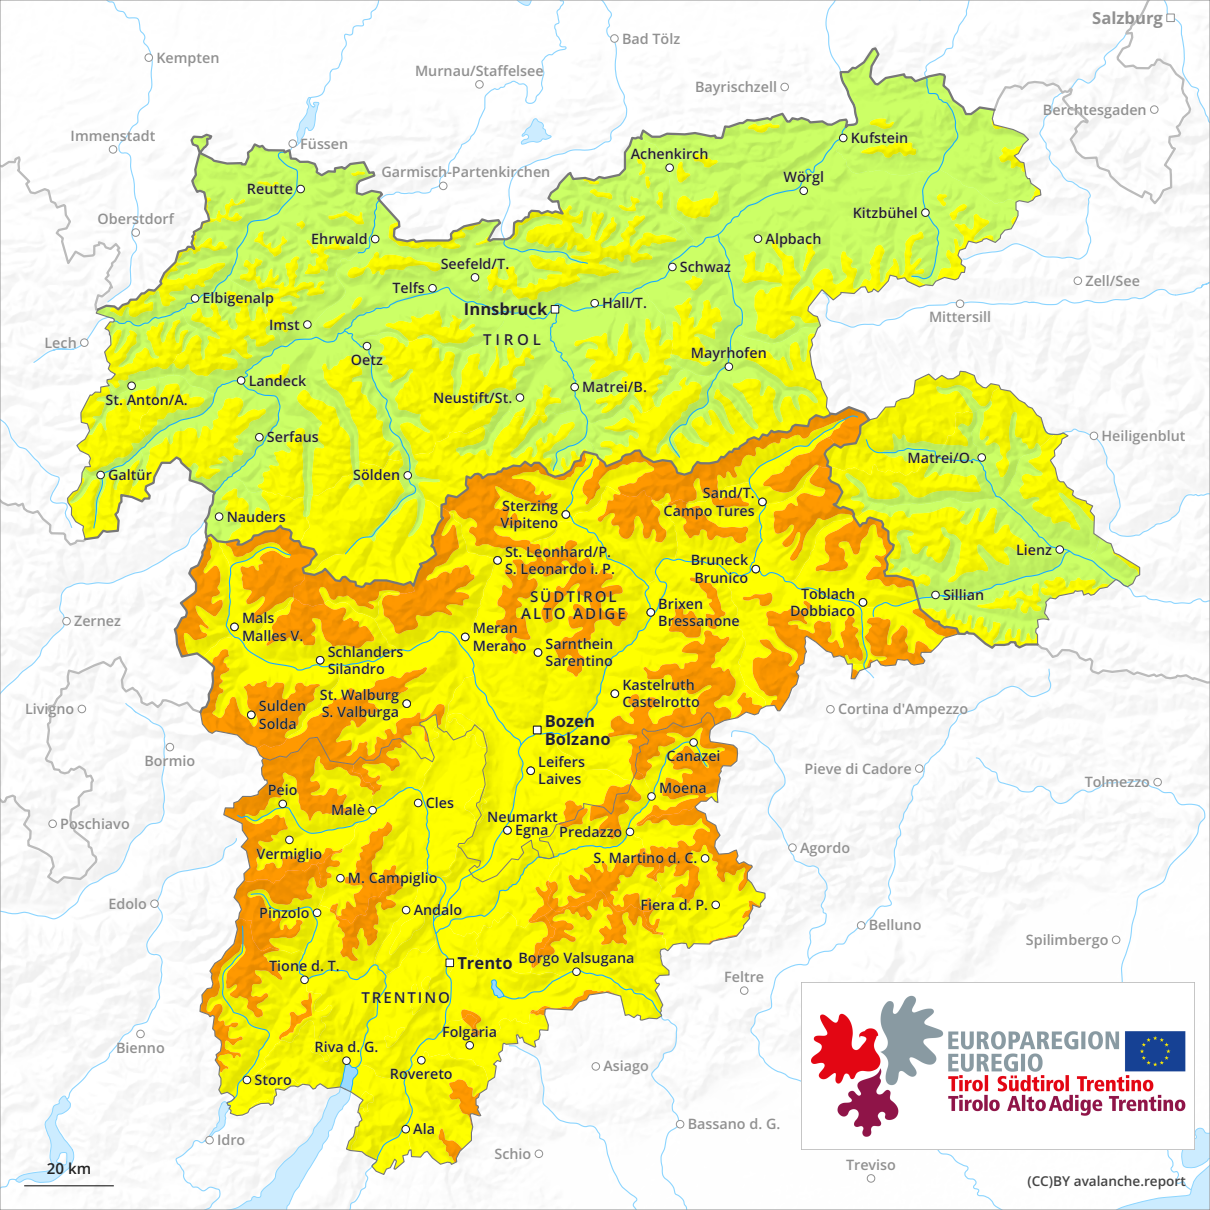 Salzburg
Bad Tölz
Kempten
Murnau/Staffelsee
Bayrischzell
Berchtesgaden
Immenstadt
Füssen
Kufstein
Achenkirch
Garmisch-Partenkirchen
Wörgl
Reutte
Oberstdorf
Kitzbühel
Ehrwald
Alpbach
Seefeld/T.
Schwaz
Zell/See
Telfs
Elbigenalp
Hall/T.
Innsbruck
Mittersill
Imst
TIROL
Lech
Oetz
Mayrhofen
Landeck
Matrei/B.
St. Anton/A.
Neustift/St.
Serfaus
Heiligenblut
Matrei/O.
Galtür
Sölden
Sand/T.
Campo Tures
Sterzing
Vipiteno
Nauders
St. Leonhard/P.
S. Leonardo i. P.
Lienz
Bruneck
Brunico
SÜDTIROL
ALTO ADIGE
Toblach
Dobbiaco
Sillian
Brixen
Bressanone
Zernez
Mals
Malles V.
Meran
Merano
Sarnthein
Sarentino
Schlanders
Silandro
Kastelruth
Castelrotto
St. Walburg
S. Valburga
Livigno
Sulden
Solda
Cortina d'Ampezzo
Bozen
Bolzano
Bormio
Canazei
Leifers
Laives
Pieve di Cadore
Tolmezzo
Peio
Moena
Malè
Cles
Neumarkt
Egna
Predazzo
Poschiavo
Agordo
Vermiglio
S. Martino d. C.
M. Campiglio
Edolo
Pinzolo
Andalo
Fiera d. P.
Belluno
Spilimbergo
Trento
Borgo Valsugana
Tione d. T.
Feltre
TRENTINO
Folgaria
Bienno
Riva d. G.
Rovereto
Asiago
Storo
EUROPAREGION
EUREGIO
Tirol Südtirol Trentino
Tirolo Alto Adige Trentino
Ala
Bassano d. G.
Idro
Schio
Treviso
20 km
(CC)BY avalanche.report